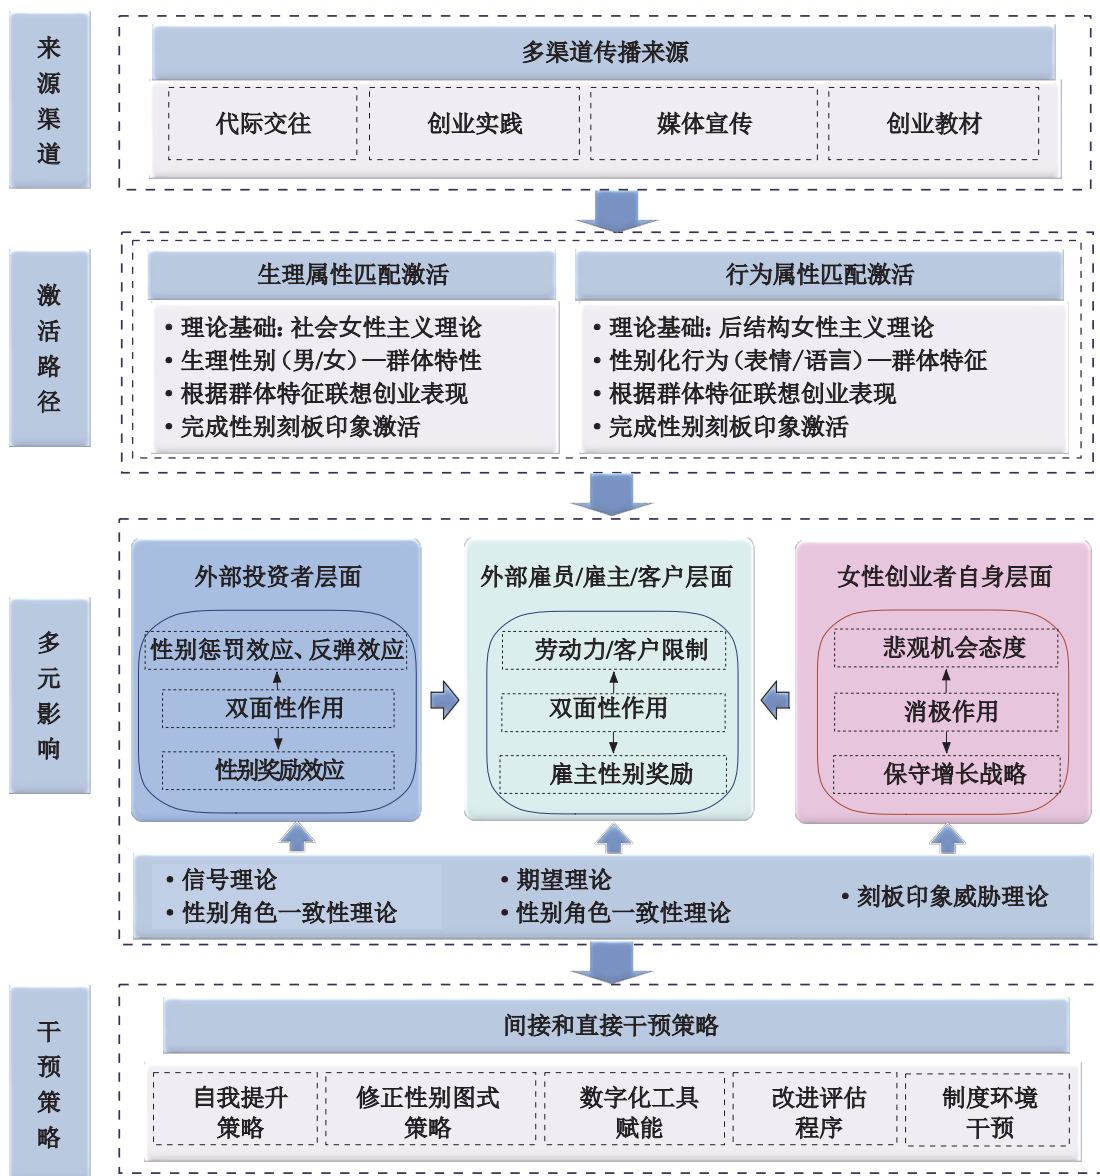 来源渠道
多渠道传播来源
代际交往
创业实践
媒体宣传
创业教材
激活路径
生理属性匹配激活
• 理论基础: 社会女性主义理论
• 生理性别（男/女）—群体特性
• 根据群体特征联想创业表现
• 完成性别刻板印象激活
行为属性匹配激活
• 理论基础: 后结构女性主义理论
• 性别化行为（表情/语言）—群体特征
• 根据群体特征联想创业表现
• 完成性别刻板印象激活
多元影响
外部投资者层面
性别惩罚效应、反弹效应
双面性作用
性别奖励效应
外部雇员/雇主/客户层面
劳动力/客户限制
双面性作用
雇主性别奖励
女性创业者自身层面
悲观机会态度
消极作用
保守增长战略
• 信号理论
• 性别角色一致性理论
• 期望理论
• 性别角色一致性理论
• 刻板印象威胁理论
干预策略
间接和直接干预策略
自我提升
策略
修正性别图式
策略
数字化工具
赋能
改进评估
程序
制度环境
干预